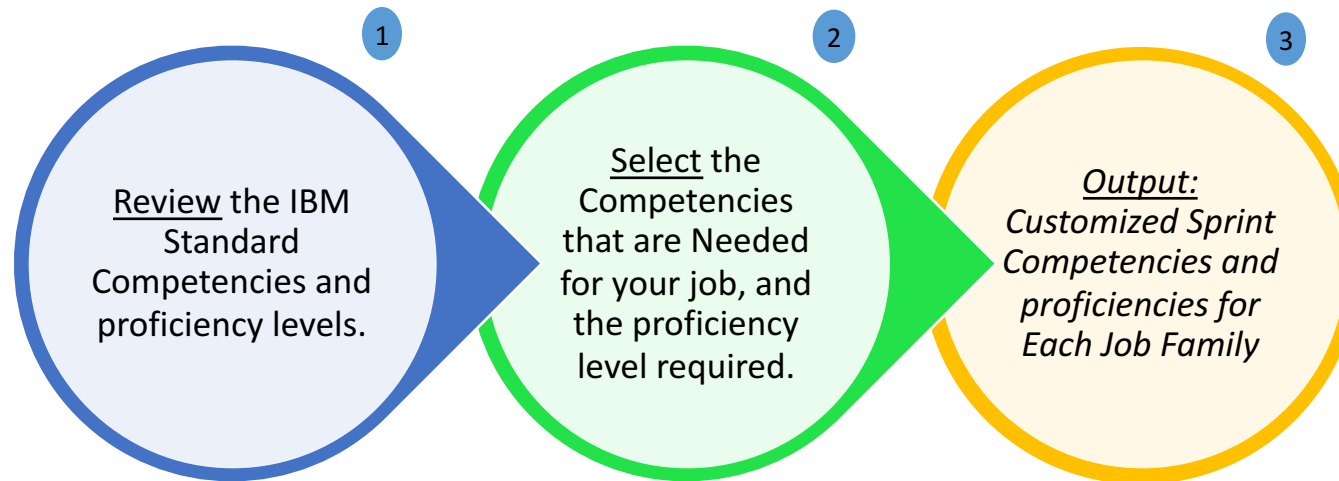 1
Review the IBM
Standard
Competencies and
proficiency levels.
2
Select the
Competencies
that are Needed
for your job, and
the proficiency
level required.
3
Output:
Customized Sprint
Competencies and
proficiencies for
Each Job Family